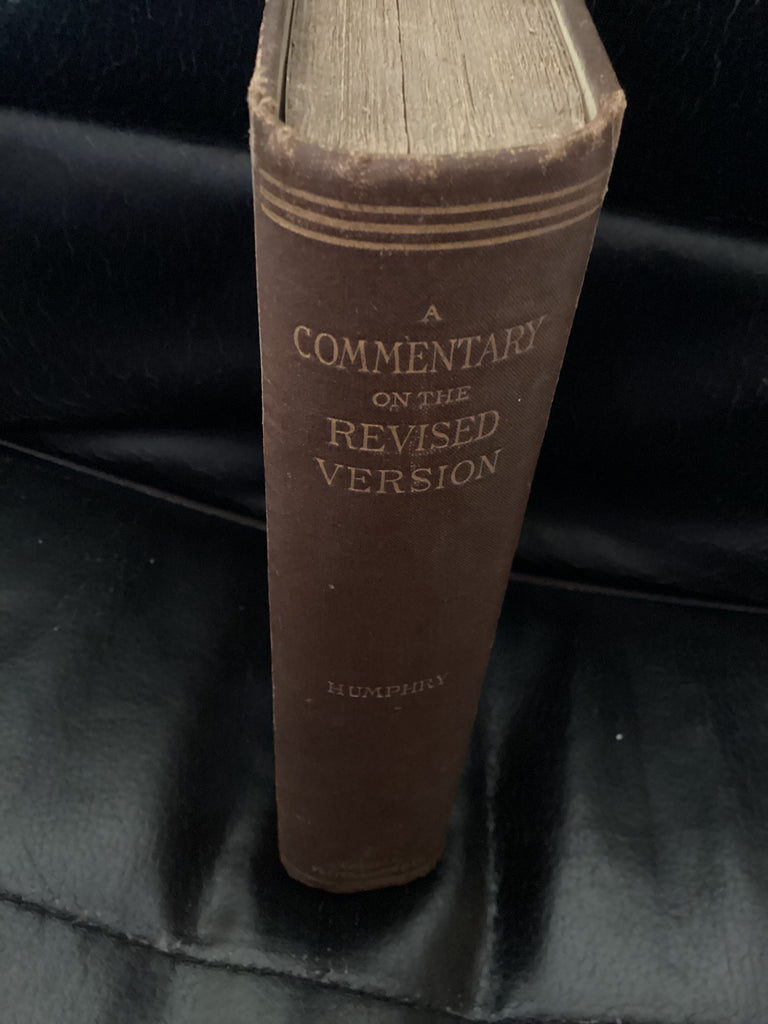 A
COMMENTARY
ON THE
REVISED
VERSION
HUMPHRY